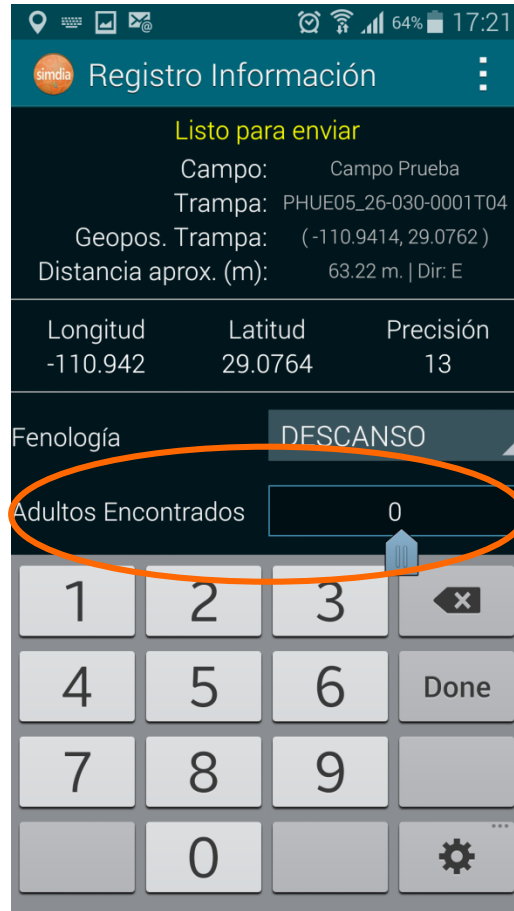 64% 17:21
simdia Registro Información
Listo para enviar
Campo: Campo Prueba
Trampa: PHUE05_26-030-0001T04
Geopos. Trampa: (-110.9414, 29.0762)
Distancia aprox. (m): 63.22 m. | Dir: E
Longitud Latitud Precisión
-110.942 29.0764 13
Fenología DESCANSO
Adultos Encontrados 0
1 2 3
4 5 6 Done
7 8 9
0